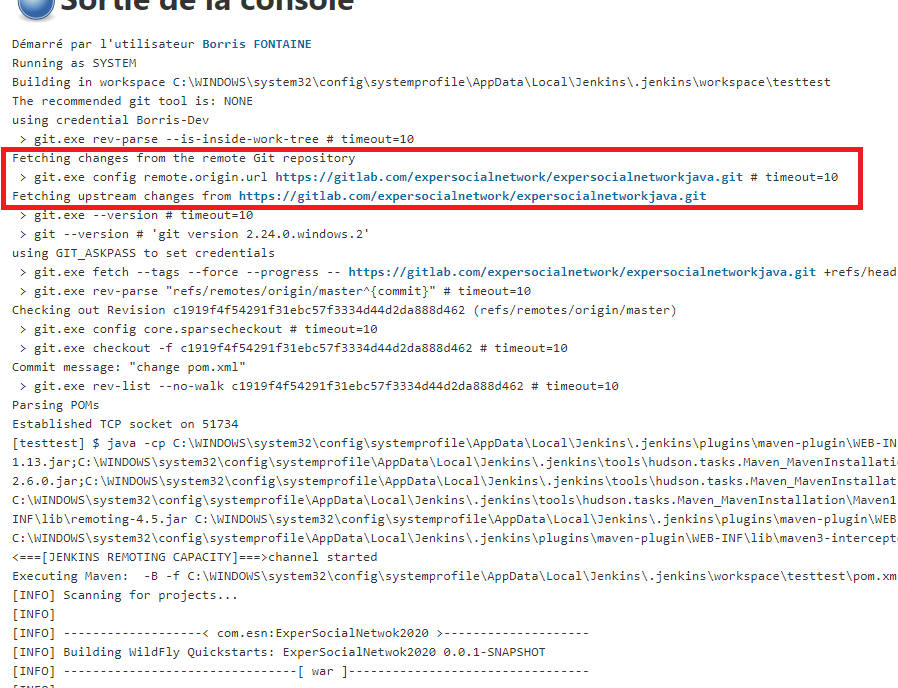 Sortie de la console
Démarré par l'utilisateur Borris FONTAINE
Running as SYSTEM
Building in workspace C:\WINDOWS\system32\config\systemprofile\AppData\Local\Jenkins\.jenkins\workspace\testtest
The recommended git tool is: NONE
using credential Borris-Dev
> git.exe rev-parse --is-inside-work-tree # timeout=10
Fetching changes from the remote Git repository
> git.exe config remote.origin.url https://gitlab.com/expersocialnetwork/expersocialnetworkjava.git # timeout=10
Fetching upstream changes from https://gitlab.com/expersocialnetwork/expersocialnetworkjava.git
> git.exe --version # timeout=10
> git --version # 'git version 2.24.0.windows.2'
using GIT_ASKPASS to set credentials
> git.exe fetch --tags --force --progress -- https://gitlab.com/expersocialnetwork/expersocialnetworkjava.git +refs/head
> git.exe rev-parse "refs/remotes/origin/master^{commit}" # timeout=10
Checking out Revision c1919f4f54291f31ebc57f3334d44d2da888d462 (refs/remotes/origin/master)
> git.exe config core.sparsecheckout # timeout=10
> git.exe checkout -f c1919f4f54291f31ebc57f3334d44d2da888d462 # timeout=10
Commit message: "change pom.xml"
> git.exe rev-list --no-walk c1919f4f54291f31ebc57f3334d44d2da888d462 # timeout=10
Parsing POMs
Established TCP socket on 51734
[testtest] $ java -cp C:\WINDOWS\system32\config\systemprofile\AppData\Local\Jenkins\.jenkins\plugins\maven-plugin\WEB-IN
1.13.jar;C:\WINDOWS\system32\config\systemprofile\AppData\Local\Jenkins\.jenkins\tools\hudson.tasks.Maven_MavenInstallati
2.6.0.jar;C:\WINDOWS\system32\config\systemprofile\AppData\Local\Jenkins\.jenkins\tools\hudson.tasks.Maven_MavenInstallat
C:\WINDOWS\system32\config\systemprofile\AppData\Local\Jenkins\.jenkins\tools\hudson.tasks.Maven_MavenInstallation\Maven1
INF\lib\remoting-4.5.jar C:\WINDOWS\system32\config\systemprofile\AppData\Local\Jenkins\.jenkins\plugins\maven-plugin\WEB
C:\WINDOWS\system32\config\systemprofile\AppData\Local\Jenkins\.jenkins\plugins\maven-plugin\WEB-INF\lib\maven3-intercept
<===[JENKINS REMOTING CAPACITY]===>channel started
Executing Maven:  -B -f C:\WINDOWS\system32\config\systemprofile\AppData\Local\Jenkins\.jenkins\workspace\testtest\pom.xm
[INFO] Scanning for projects...
[INFO]
[INFO] -------------------< com.esn:ExperSocialNetwok2020 >--------------------
[INFO] Building WildFly Quickstarts: ExperSocialNetwok2020 0.0.1-SNAPSHOT
[INFO] --------------------------------[ war ]---------------------------------